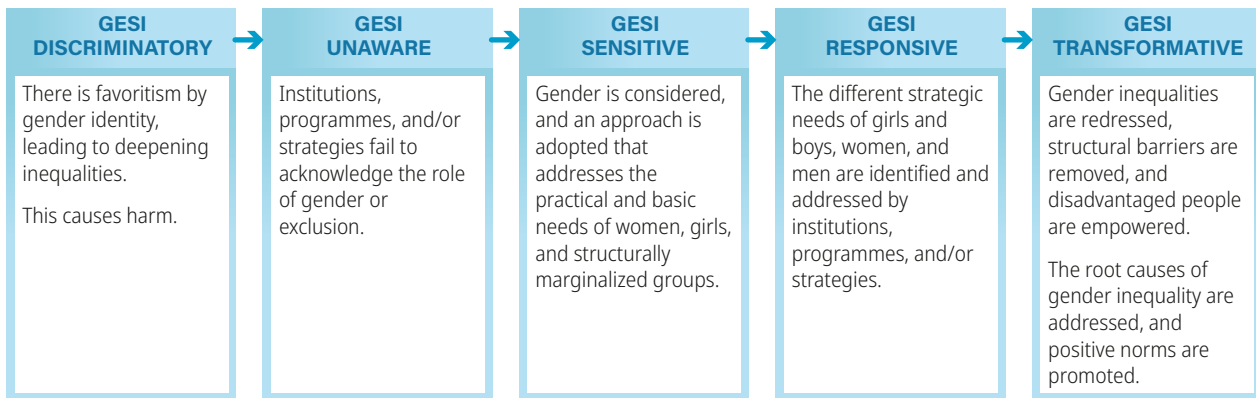 GESI
DISCRIMINATORY
There is favoritism by
gender identity,
leading to deepening
inequalities.
This causes harm.
GESI
UNAWARE
Institutions,
programmes, and/or
strategies fail to
acknowledge the role
of gender or
exclusion.
GESI
SENSITIVE
Gender is considered,
and an approach is
adopted that
addresses the
practical and basic
needs of women, girls,
and structurally
marginalized groups.
GESI
RESPONSIVE
The different strategic
needs of girls and
boys, women, and
men are identified and
addressed by
institutions,
programmes, and/or
strategies.
GESI
TRANSFORMATIVE
Gender inequalities
are redressed,
structural barriers are
removed, and
disadvantaged people
are empowered.
The root causes of
gender inequality are
addressed, and
positive norms are
promoted.